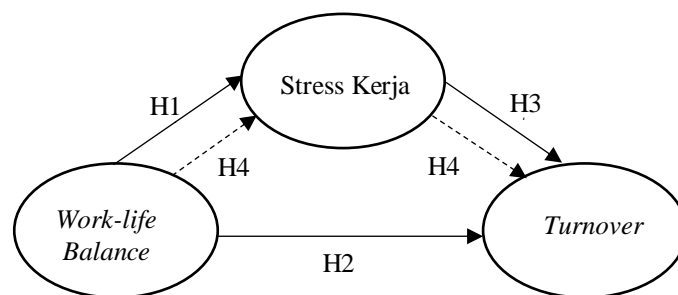 Stress Kerja
H1
H3
H4
H4
Work-life
Balance
Turnover
H2